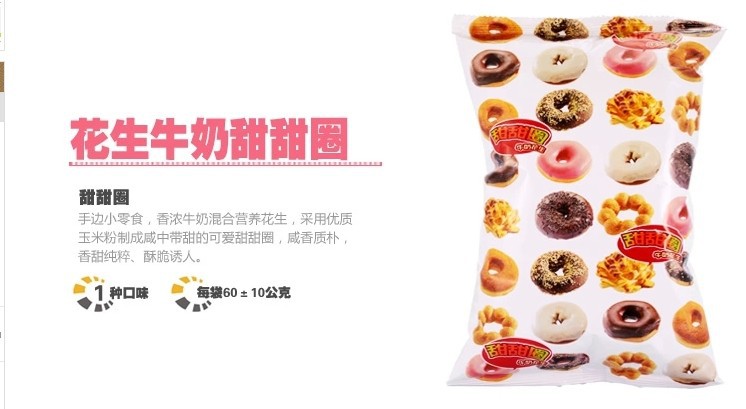 花生牛奶甜甜圈
甜甜圈
手边小零食，香浓牛奶混合营养花生，采用优质
玉米粉制成咸中带甜的可爱甜甜圈，咸香质朴，
香甜纯粹、酥脆诱人。
1 种口味
每袋60±10公克
甜甜圈
甜甜圈
甜甜圈